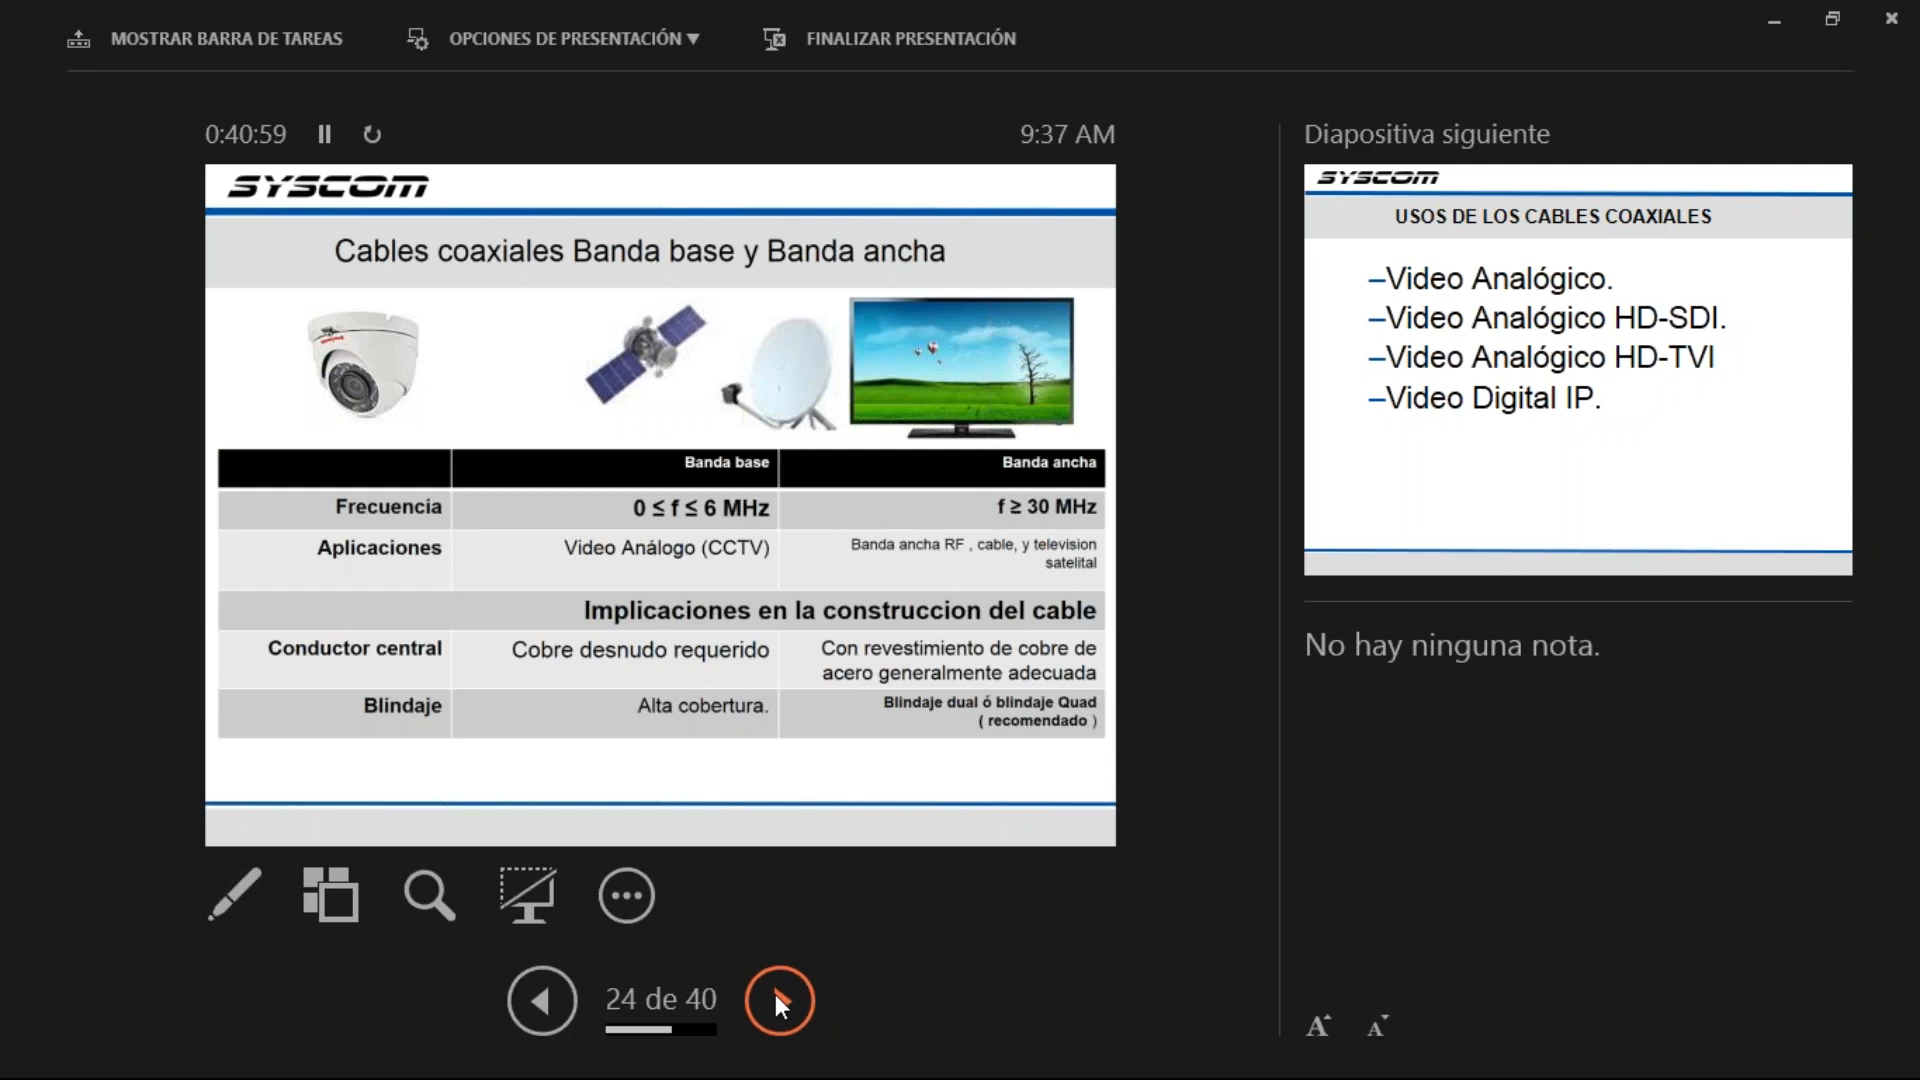 MOSTRAR BARRA DE TAREAS
OPCIONES DE PRESENTACIÓN ▼
FINALIZAR PRESENTACIÓN
0:40:59
9:37 AM
SYSCOM
Cables coaxiales Banda base y Banda ancha
Banda base
Banda ancha
Frecuencia
0 ≤ f ≤ 6 MHz
f ≥ 30 MHz
Aplicaciones
Video Análogo (CCTV)
Banda ancha RF , cable, y television
satelital
Implicaciones en la construccion del cable
Conductor central
Cobre desnudo requerido
Con revestimiento de cobre de
acero generalmente adecuada
Blindaje
Alta cobertura.
Blindaje dual ó blindaje Quad
( recomendado )
24 de 40
Diapositiva siguiente
SYSCOM
USOS DE LOS CABLES COAXIALES
–Video Analógico.
–Video Analógico HD-SDI.
–Video Analógico HD-TVI
–Video Digital IP.
No hay ninguna nota.
A
A